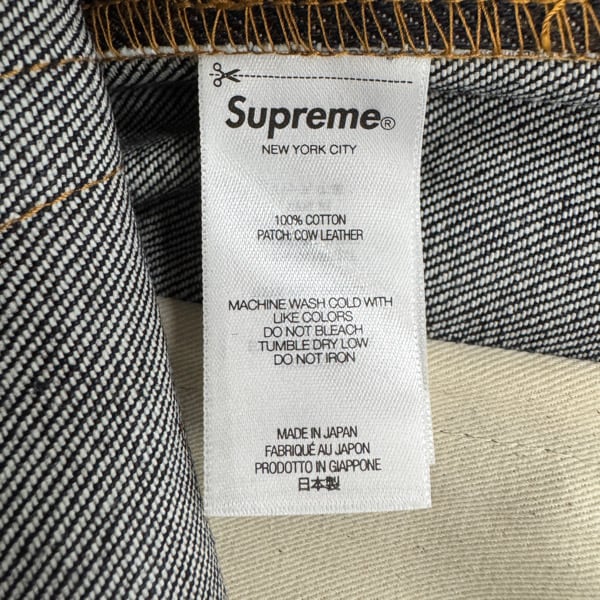 Supreme®
NEW YORK CITY
100% COTTON
PATCH: COW LEATHER
MACHINE WASH COLD WITH
LIKE COLORS
DO NOT BLEACH
TUMBLE DRY LOW
DO NOT IRON
MADE IN JAPAN
FABRIQUÉ AU JAPON
PRODOTTO IN GIAPPONE
日本製